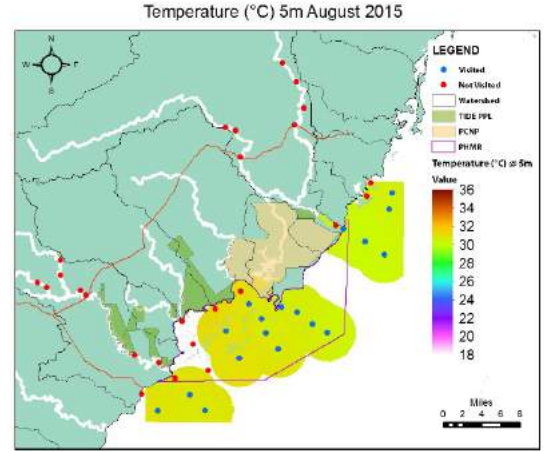 Temperature (°C) 5m August 2015
N
W
E
S
LEGEND
Visited
Not Visited
Watershed
TIDE PPL
PCNP
PHMR
Temperature (°C) @ 5m
Value
36
34
32
30
28
26
24
22
20
18
Miles
0 2 4 6 8